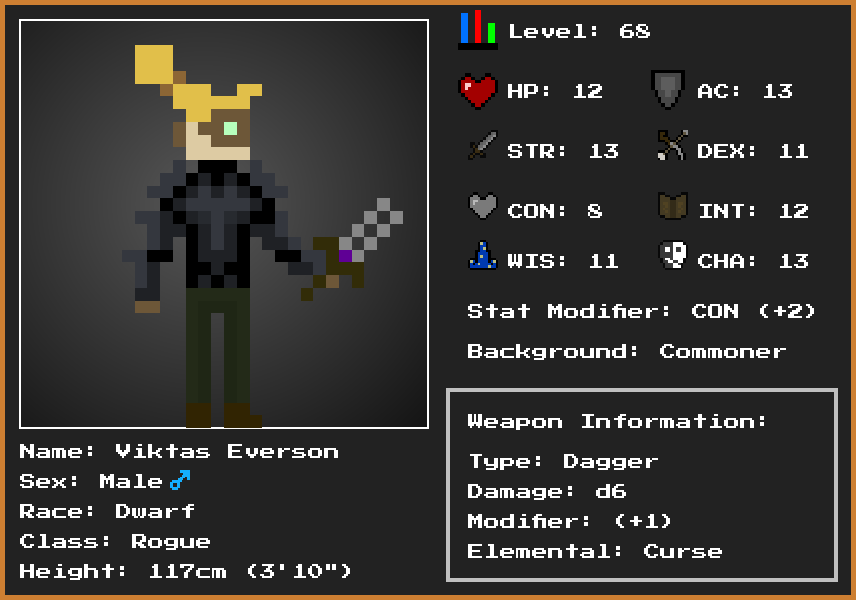 Level: 68
HP: 12 AC: 13
STR: 13 DEX: 11
CON: 8 INT: 12
WIS: 11 CHA: 13
Stat Modifier: CON (+2)
Background: Commoner
Weapon Information:
Type: Dagger
Damage: d6
Modifier: (+1)
Elemental: Curse
Name: Viktas Everson
Sex: Male♂
Race: Dwarf
Class: Rogue
Height: 117cm (3'10")